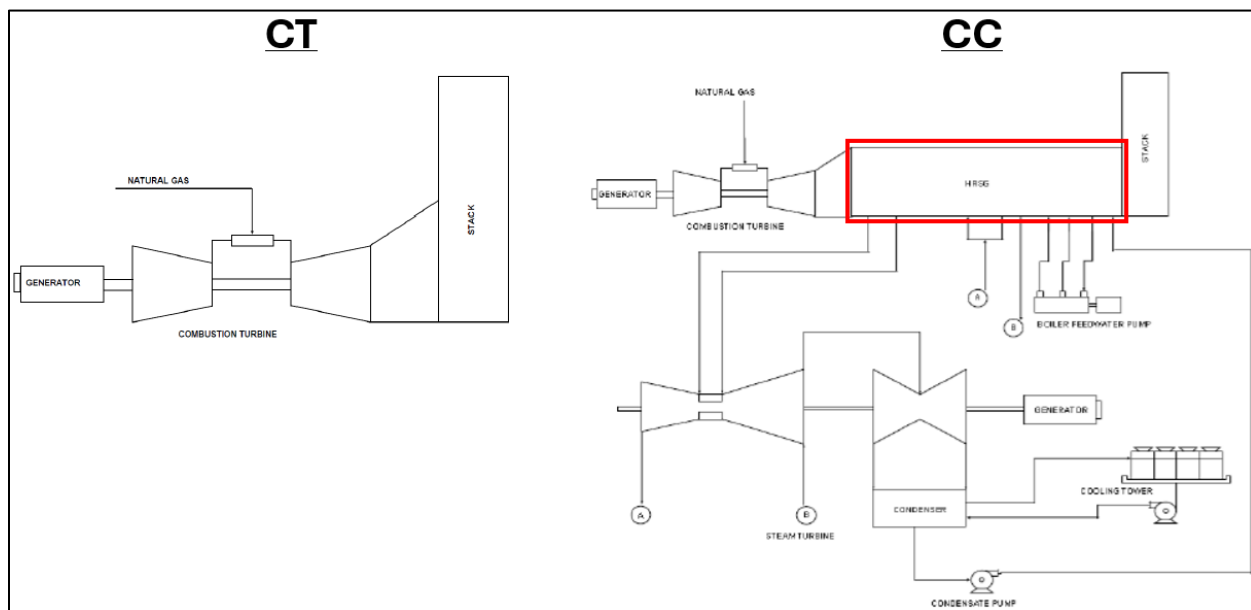 CT
CC
NATURAL GAS
GENERATOR
COMBUSTION TURBINE
STACK
NATURAL GAS
GENERATOR
COMBUSTION TURBINE
HRSG
STACK
A
B
BOILER FEEDWATER PUMP
GENERATOR
A
B
STEAM TURBINE
CONDENSER
COOLING TOWER
CONDENSATE PUMP